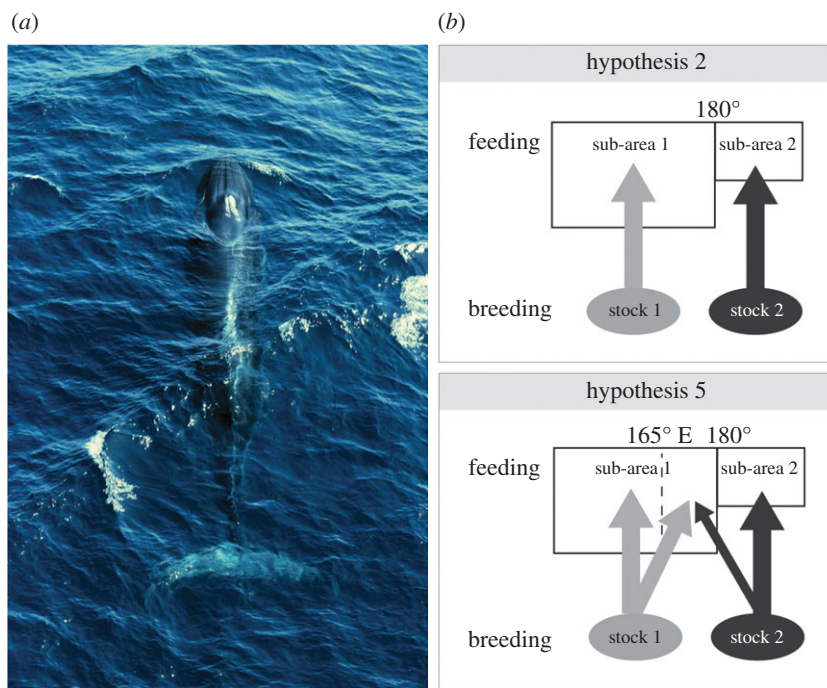 (a)
(b)
hypothesis 2
180°
feeding
sub-area 1
sub-area 2
breeding
stock 1
stock 2
hypothesis 5
165° E 180°
feeding
sub-area 1
sub-area 2
breeding
stock 1
stock 2